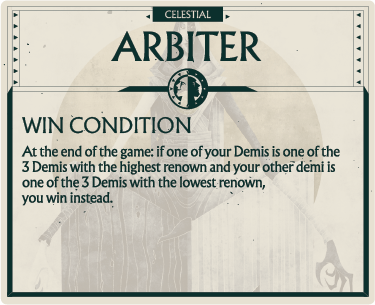 CELESTIAL
ARBITER
WIN CONDITION
At the end of the game: if one of your Demis is one of the
3 Demis with the highest renown and your other demi is
one of the 3 Demis with the lowest renown,
you win instead.